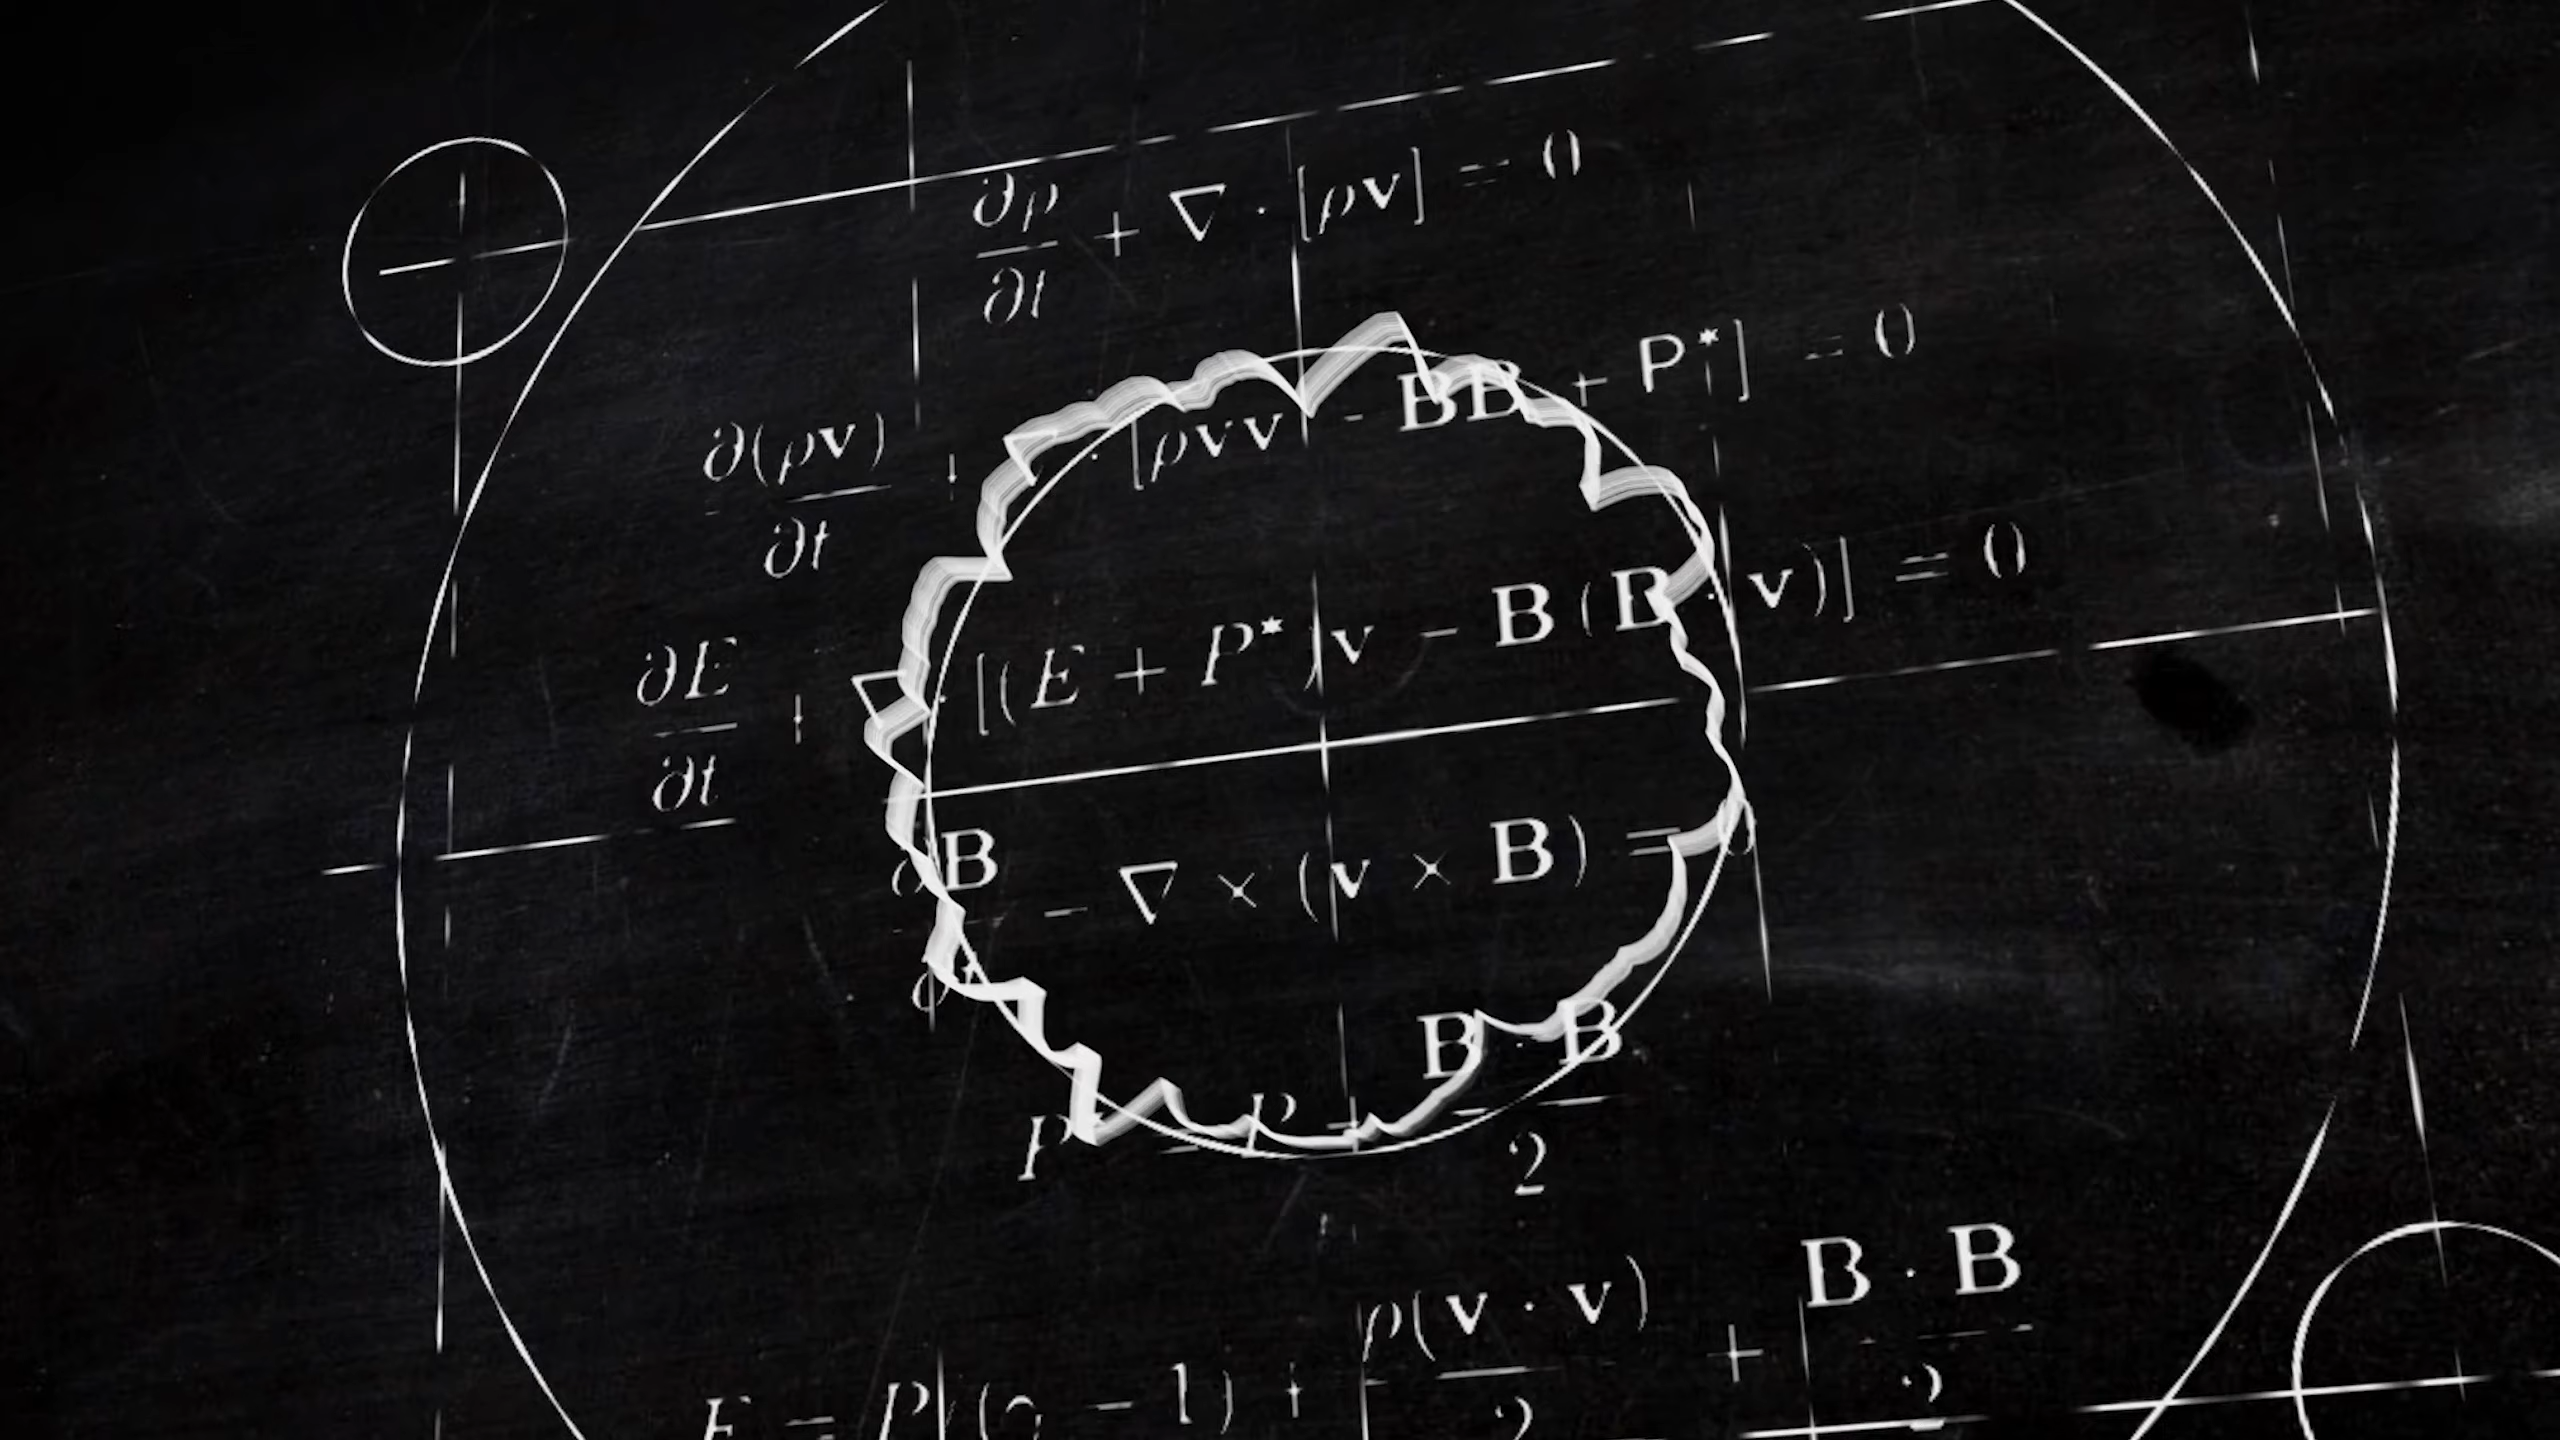 ∂ρ/∂t + ∇ · [ρv] = 0
∂(ρv)/∂t + ∇ · [ρvv - BB + P*] = 0
∂E/∂t + ∇ · [(E + P*)v - B(B · v)] = 0
∂B/∂t - ∇ × (v × B) = 0
P* = P + B · B/2
E = P/(γ - 1) + ρ(v · v)/2 + B · B/2